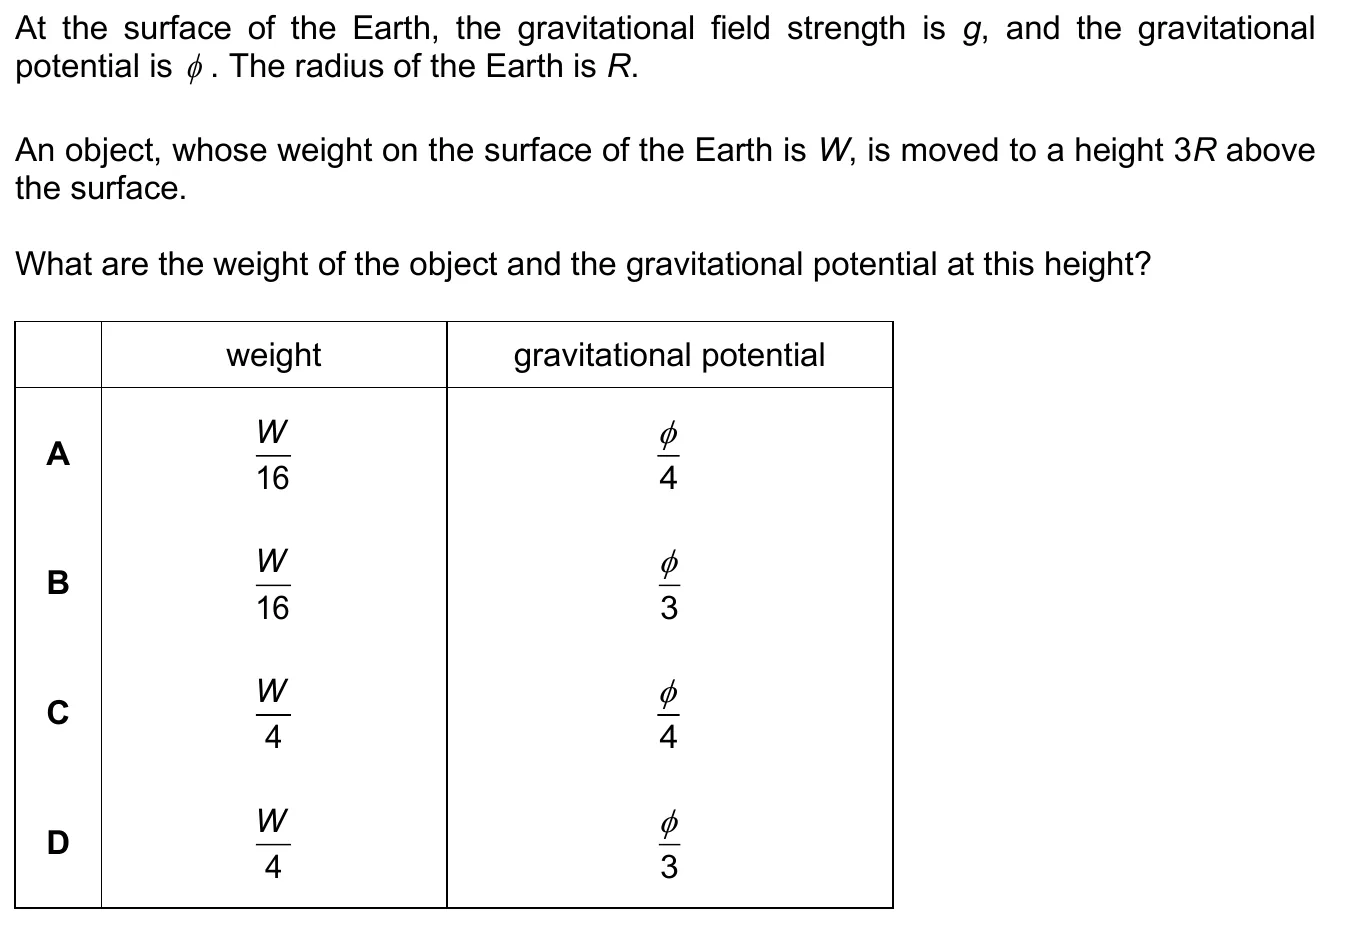 At the surface of the Earth, the gravitational field strength is g, and the gravitational
potential is ϕ. The radius of the Earth is R.
An object, whose weight on the surface of the Earth is W, is moved to a height 3R above
the surface.
What are the weight of the object and the gravitational potential at this height?
weight gravitational potential
A W/16 ϕ/4
B W/16 ϕ/3
C W/4 ϕ/4
D W/4 ϕ/3